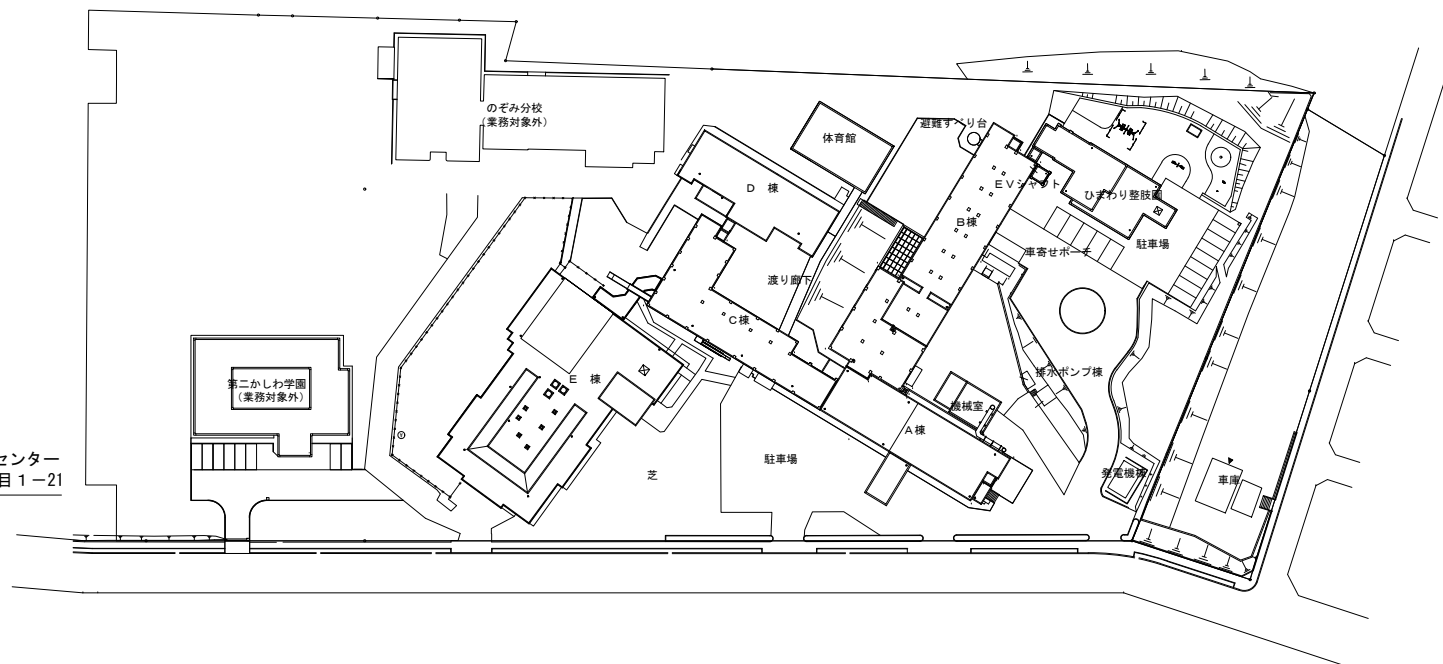 のぞみ分校
（業務対象外）
体育館
避難すべり台
D 棟
EVシャフト
ひまわり整肢園
B棟
車寄せポーチ
駐車場
渡り廊下
C棟
排水ポンプ棟
E 棟
第二かしわ学園
（業務対象外）
機械室
A棟
センター
目１－21
芝
駐車場
発電機械
車庫